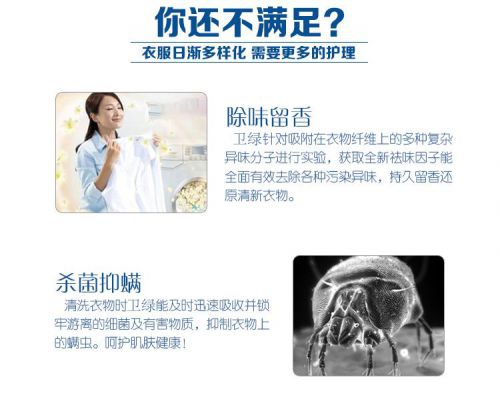 你还不满足?
衣服日渐多样化 需要更多的护理
除味留香
卫绿针对吸附在衣物纤维上的多种复杂
异味分子进行实验，获取全新祛味因子能
全面有效去除各种污染异味，持久留香还
原清新衣物。
杀菌抑螨
清洗衣物时卫绿能及时迅速吸收并锁
牢游离的细菌及有害物质，抑制衣物上
的螨虫。呵护肌肤健康!